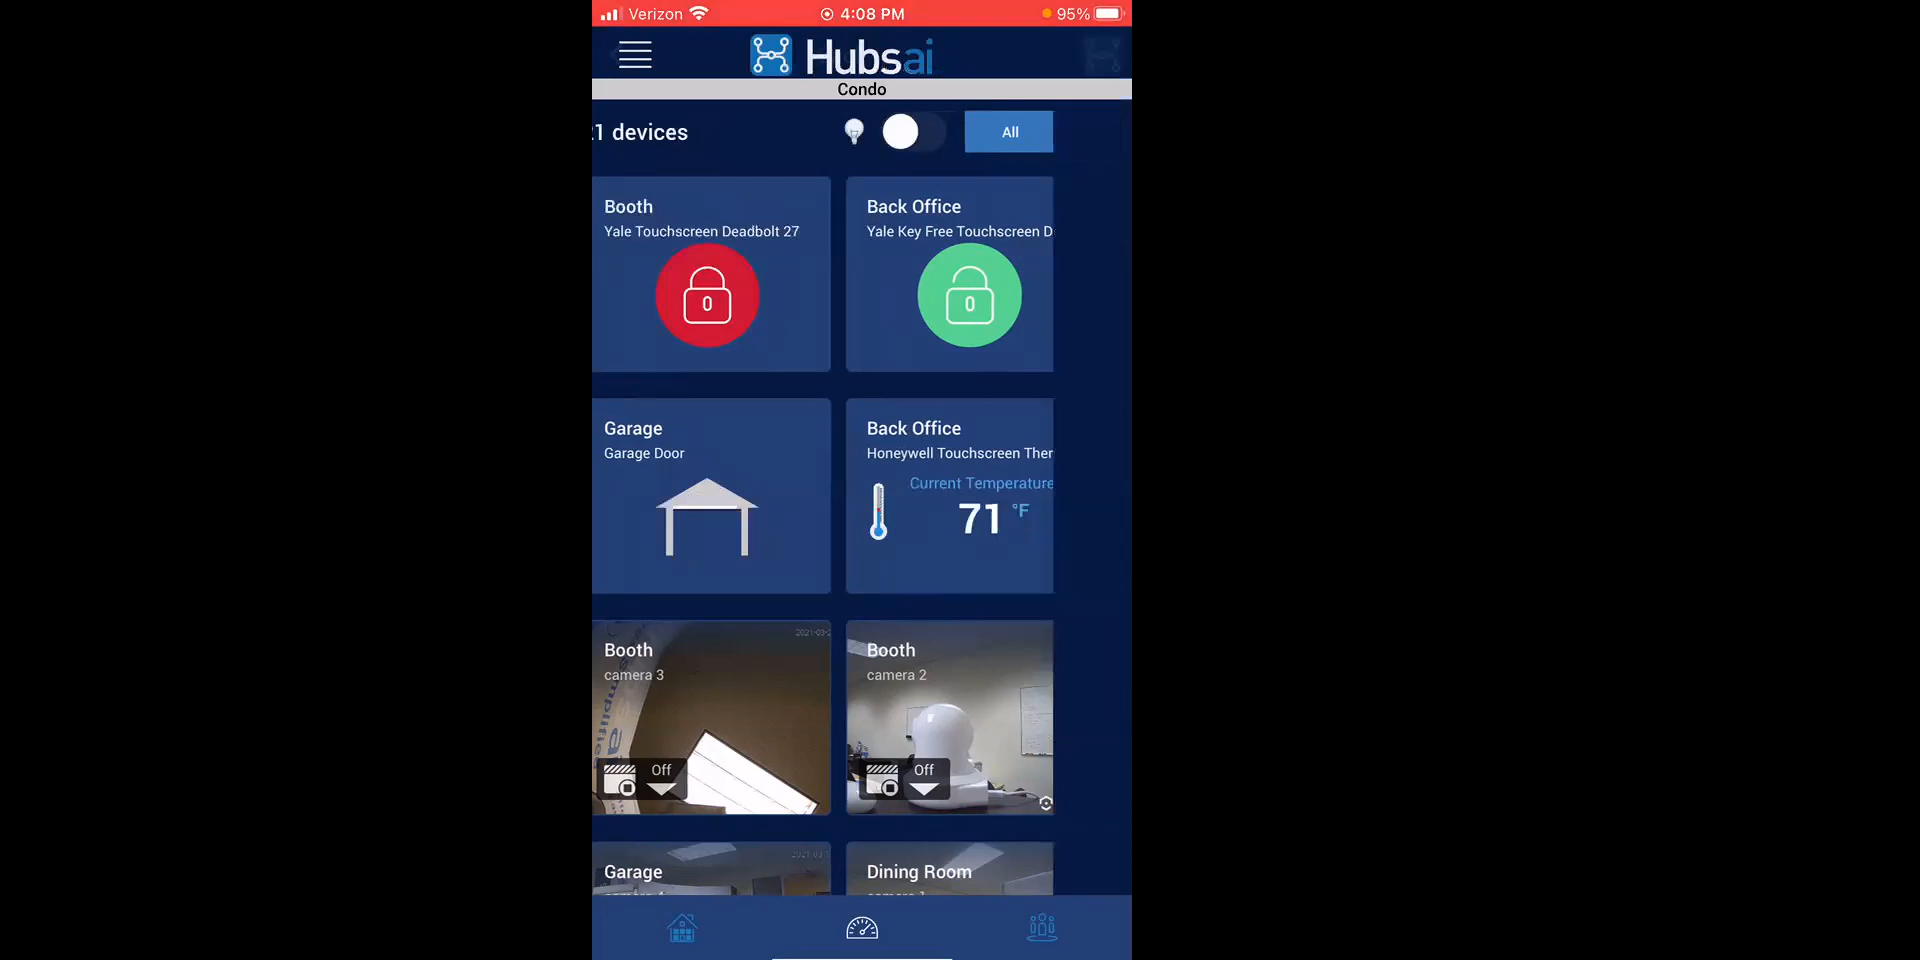 Verizon
4:08 PM
95%
Hubsai
Condo
1 devices
All
Booth
Yale Touchscreen Deadbolt 27
Back Office
Yale Key Free Touchscreen D
0
0
Garage
Garage Door
Back Office
Honeywell Touchscreen Ther
Current Temperature
71 °F
Booth
camera 3
Off
Booth
camera 2
Off
Garage
Dining Room